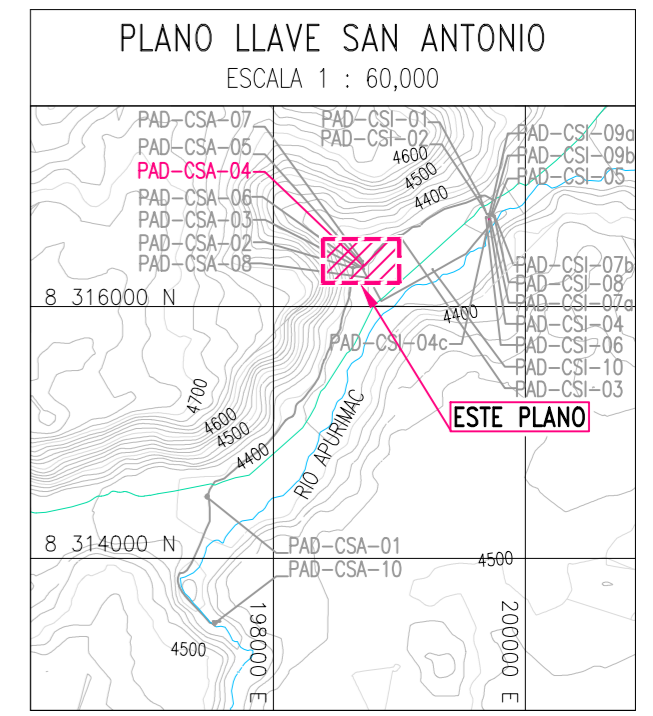 PLANO LLAVE SAN ANTONIO
ESCALA 1 : 60,000
PAD-CSA-07
PAD-CSA-05
PAD-CSA-04
PAD-CSA-06
PAD-CSA-03
PAD-CSA-02
PAD-CSA-08
PAD-CSI-01
PAD-CSI-02
4600
4500
4400
PAD-CSI-09a
PAD-CSI-09b
PAD-CSI-05
PAD-CSI-07b
PAD-CSI-08
PAD-CSI-07a
PAD-CSI-04
PAD-CSI-06
PAD-CSI-10
PAD-CSI-03
8 316000 N
4400
PAD-CSI-04c
ESTE PLANO
4700
4600
4500
4400
RIO APURIMAC
8 314000 N
PAD-CSA-01
PAD-CSA-10
4500
4500
198000 E
200000 E